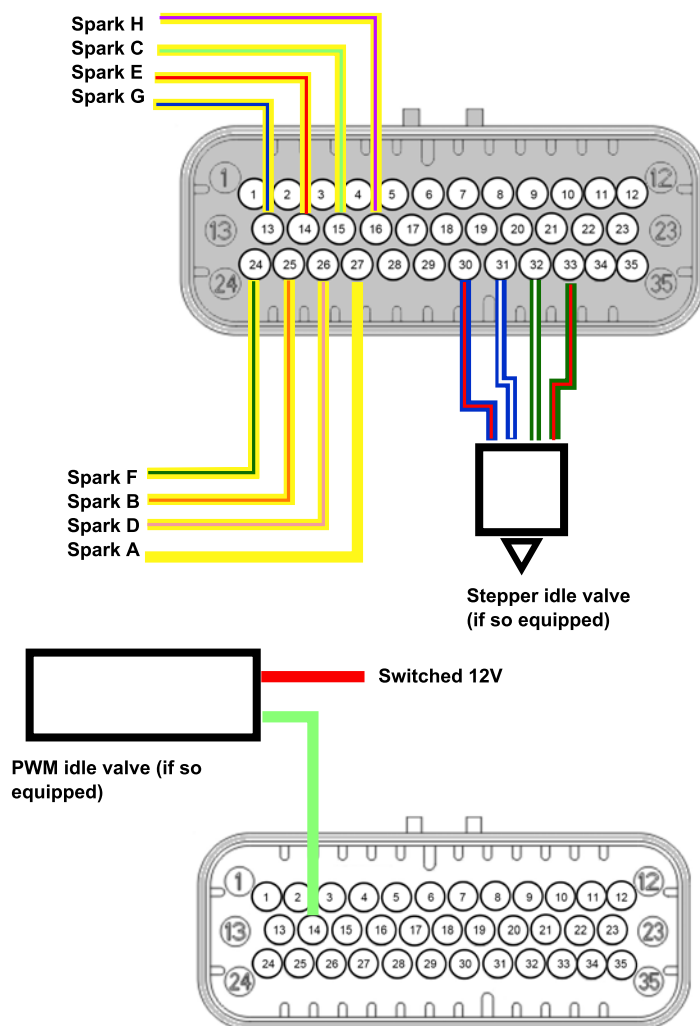 Spark H
Spark C
Spark E
Spark G
1 12
1 2 3 4 5 6 7 8 9 10 11 12
13 13 14 15 16 17 18 19 20 21 22 23 23
24 25 26 27 28 29 30 31 32 33 34 35
24 35
Spark F
Spark B
Spark D
Spark A
Stepper idle valve
(if so equipped)
Switched 12V
PWM idle valve (if so
equipped)
1 12
1 2 3 4 5 6 7 8 9 10 11 12
13 13 14 15 16 17 18 19 20 21 22 23 23
24 25 26 27 28 29 30 31 32 33 34 35
24 35